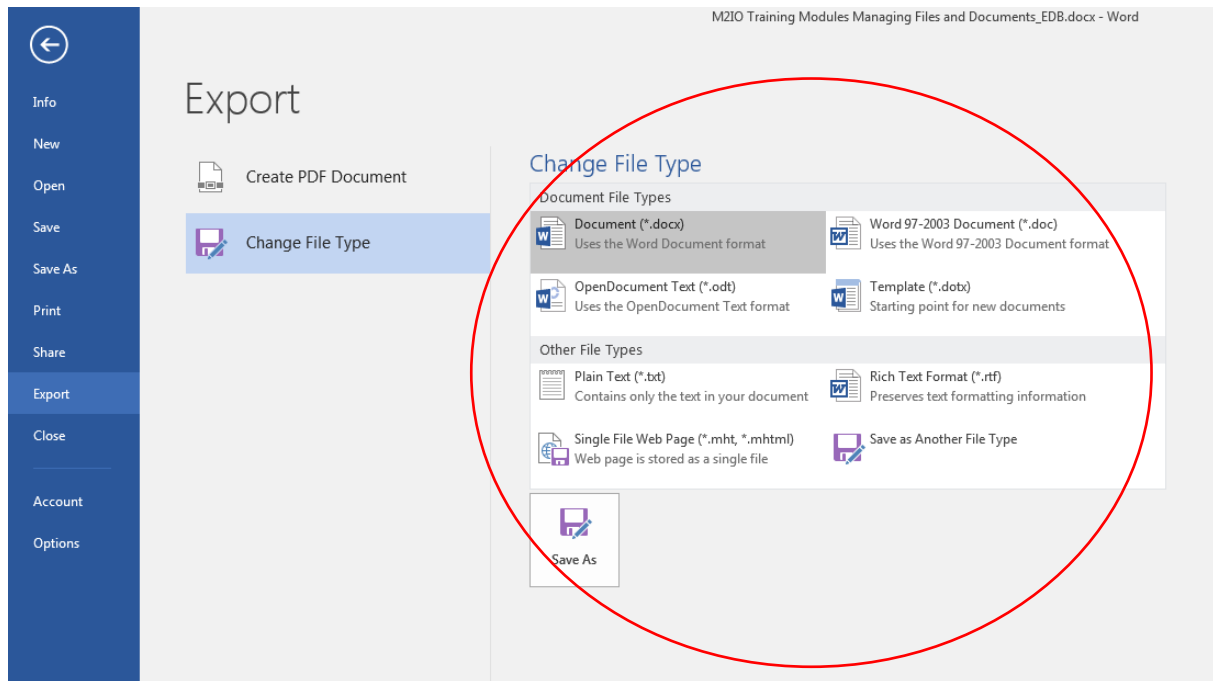 M2IO Training Modules Managing Files and Documents_EDB.docx - Word
Info
New
Open
Save
Save As
Print
Share
Export
Close
Account
Options
Export
Create PDF Document
Change File Type
Change File Type
Document File Types
Document (*.docx)
Uses the Word Document format
Word 97-2003 Document (*.doc)
Uses the Word 97-2003 Document format
OpenDocument Text (*.odt)
Uses the OpenDocument Text format
Template (*.dotx)
Starting point for new documents
Other File Types
Plain Text (*.txt)
Contains only the text in your document
Rich Text Format (*.rtf)
Preserves text formatting information
Single File Web Page (*.mht, *.mhtml)
Web page is stored as a single file
Save as Another File Type
Save As